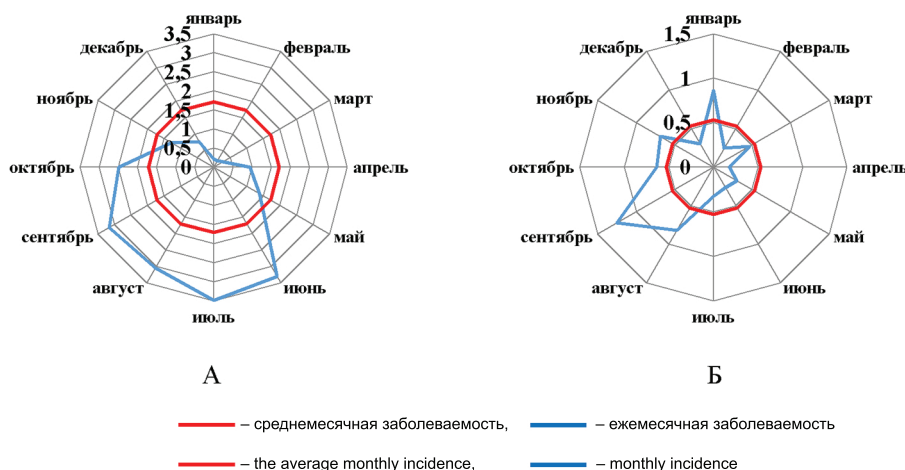 январь
февраль
март
апрель
май
июнь
июль
август
сентябрь
октябрь
ноябрь
декабрь
3,5
3
2,5
2
1,5
1
0,5
0
А
январь
февраль
март
апрель
май
июнь
июль
август
сентябрь
октябрь
ноябрь
декабрь
1,5
1
0,5
0
Б
– среднемесячная заболеваемость, – ежемесячная заболеваемость
– the average monthly incidence, – monthly incidence